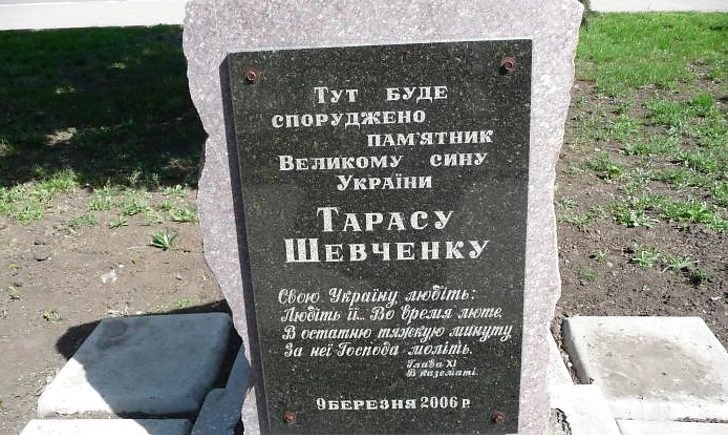 Тут буде
споруджено
пам'ятник
Великому сину
України
Тарасу
Шевченку
Свою Україну любіть:
Любіть її... Во время люте,
В остатню тяжкую минуту
За неї Господа моліть.
Глава XI
В казематі.
9 березня 2006 р.